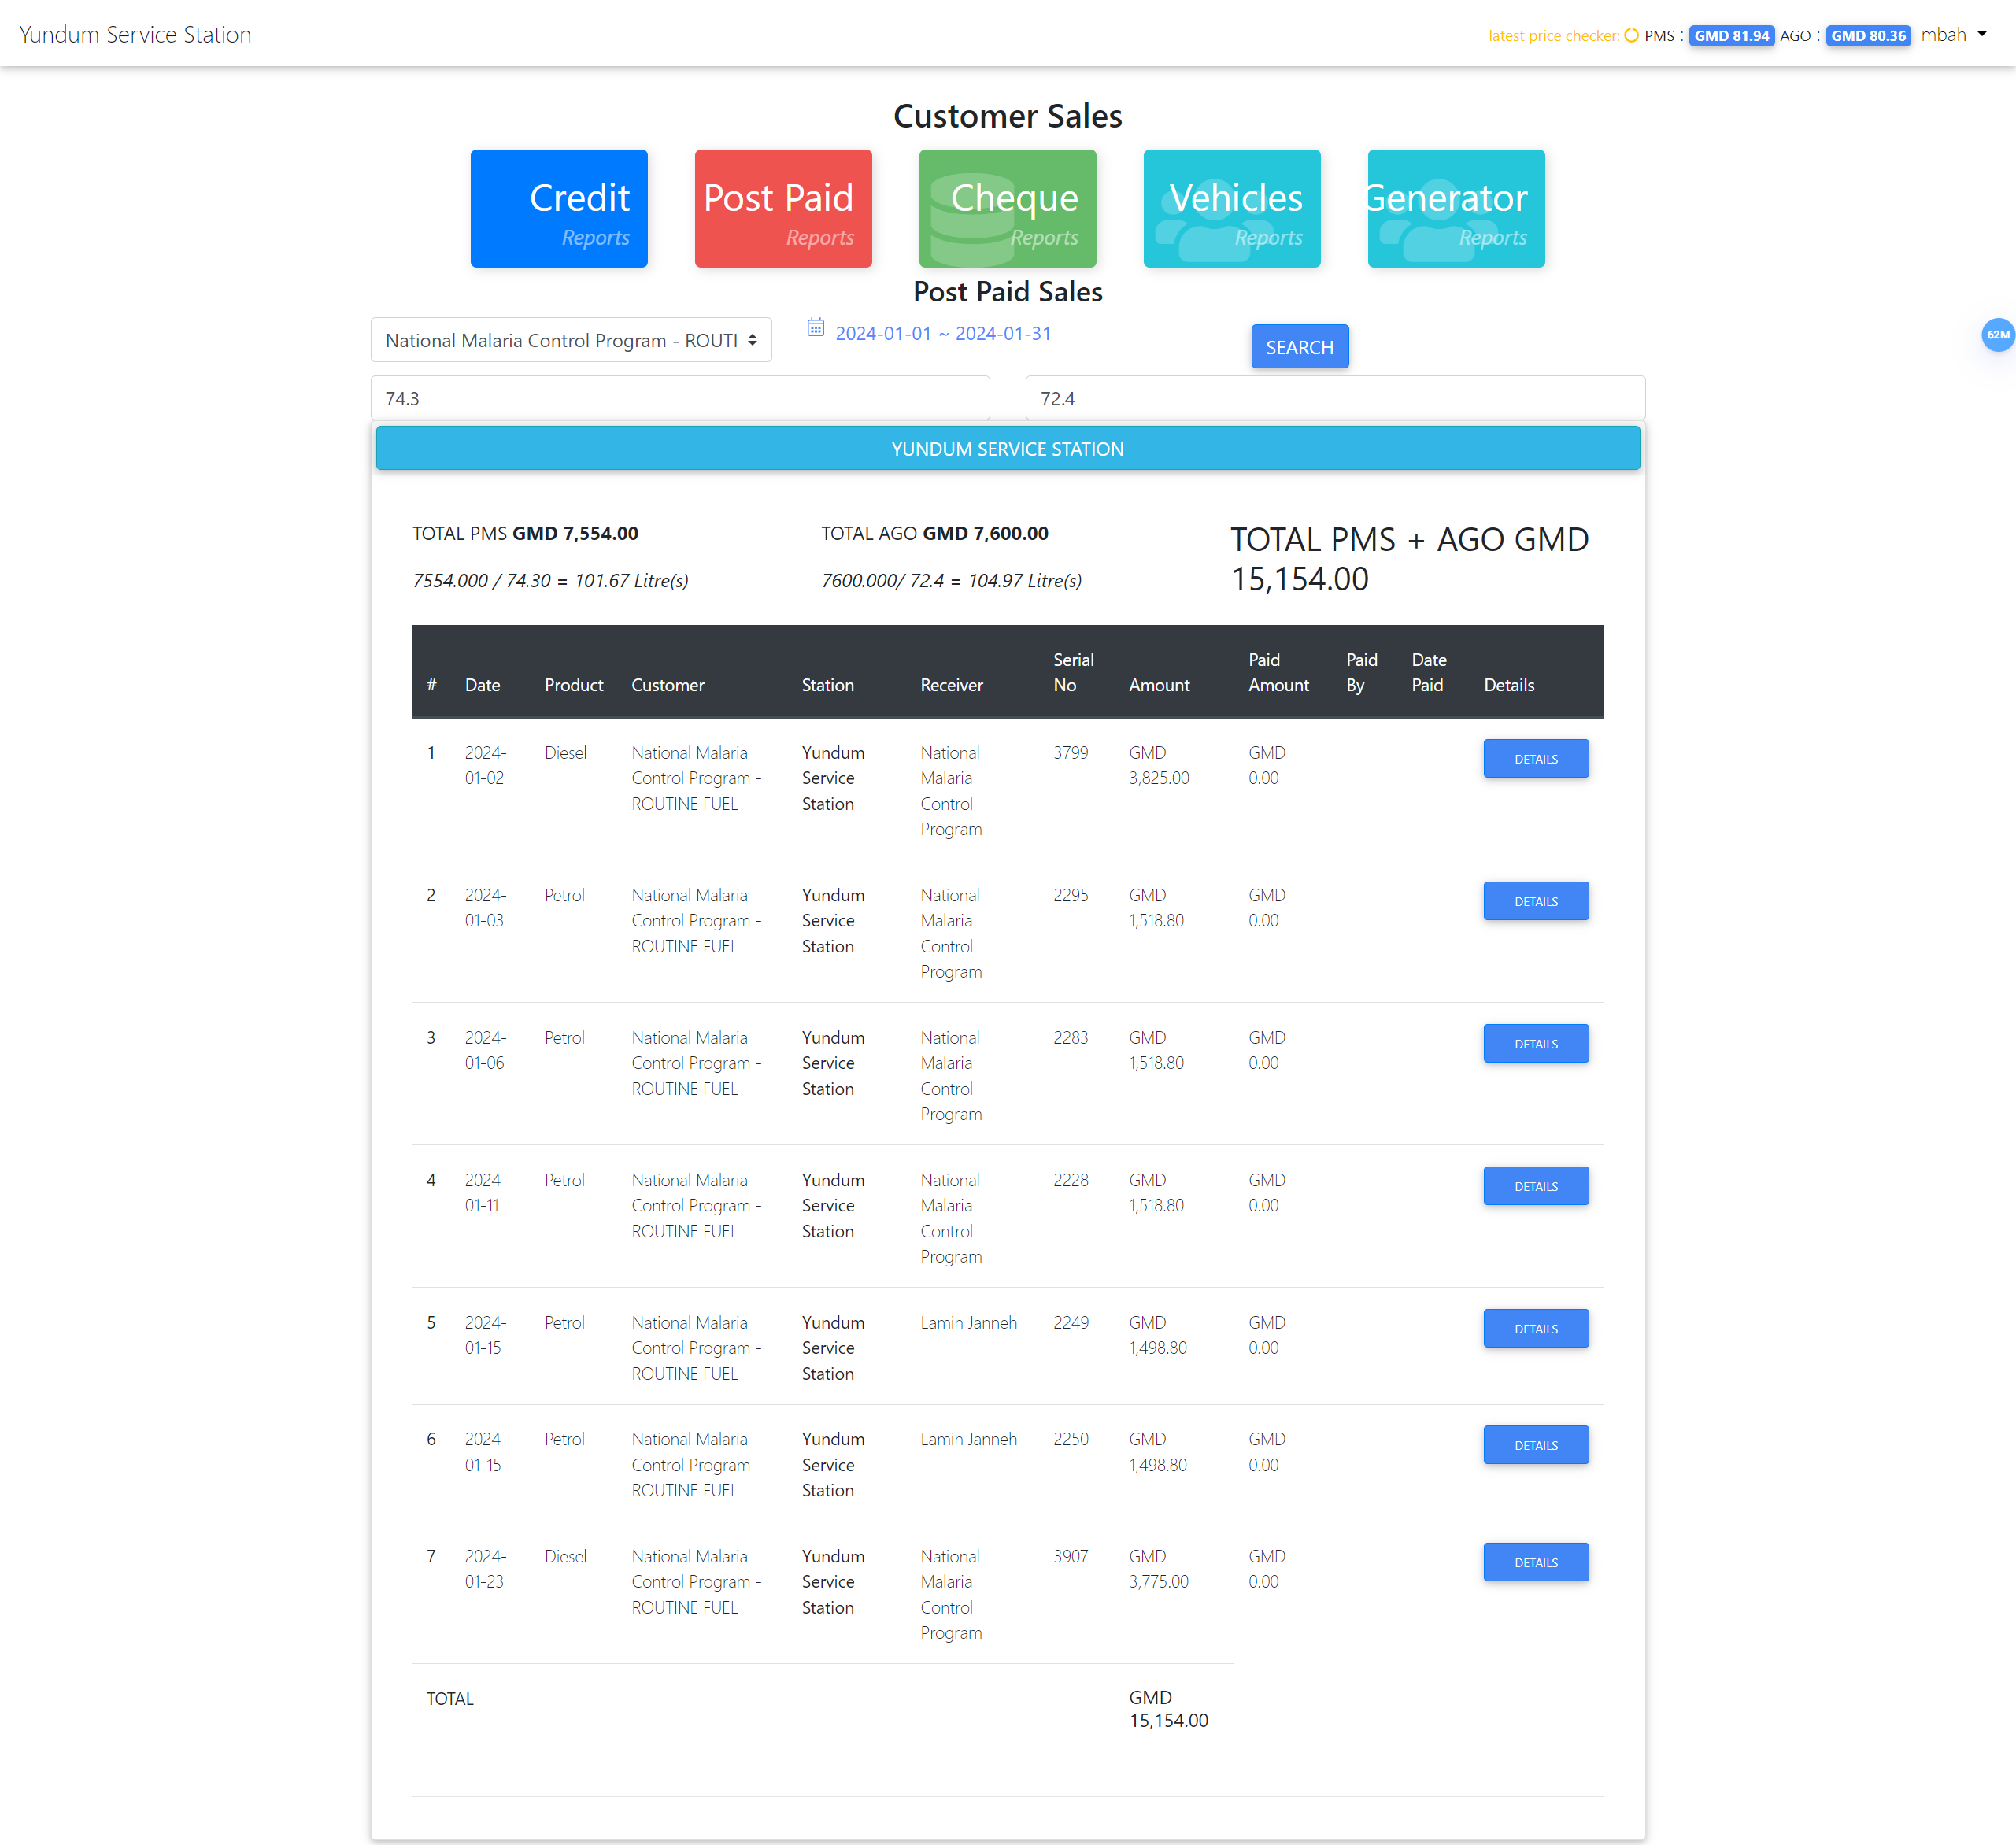 Yundum Service Station
latest price checker: PMS : GMD 81.94 AGO : GMD 80.36 mbah
Customer Sales
Credit
Reports
Post Paid
Reports
Cheque
Reports
Vehicles
Reports
Generator
Reports
Post Paid Sales
National Malaria Control Program - ROUTI
2024-01-01 ~ 2024-01-31
SEARCH
62M
74.3
72.4
YUNDUM SERVICE STATION
TOTAL PMS GMD 7,554.00
7554.000 / 74.30 = 101.67 Litre(s)
TOTAL AGO GMD 7,600.00
7600.000/ 72.4 = 104.97 Litre(s)
TOTAL PMS + AGO GMD
15,154.00
# Date Product Customer Station Receiver Serial No Amount Paid Amount Paid By Date Paid Details
1 2024-01-02 Diesel National Malaria Control Program - ROUTINE FUEL Yundum Service Station National Malaria Control Program 3799 GMD 3,825.00 GMD 0.00 DETAILS
2 2024-01-03 Petrol National Malaria Control Program - ROUTINE FUEL Yundum Service Station National Malaria Control Program 2295 GMD 1,518.80 GMD 0.00 DETAILS
3 2024-01-06 Petrol National Malaria Control Program - ROUTINE FUEL Yundum Service Station National Malaria Control Program 2283 GMD 1,518.80 GMD 0.00 DETAILS
4 2024-01-11 Petrol National Malaria Control Program - ROUTINE FUEL Yundum Service Station National Malaria Control Program 2228 GMD 1,518.80 GMD 0.00 DETAILS
5 2024-01-15 Petrol National Malaria Control Program - ROUTINE FUEL Yundum Service Station Lamin Janneh 2249 GMD 1,498.80 GMD 0.00 DETAILS
6 2024-01-15 Petrol National Malaria Control Program - ROUTINE FUEL Yundum Service Station Lamin Janneh 2250 GMD 1,498.80 GMD 0.00 DETAILS
7 2024-01-23 Diesel National Malaria Control Program - ROUTINE FUEL Yundum Service Station National Malaria Control Program 3907 GMD 3,775.00 GMD 0.00 DETAILS
TOTAL GMD 15,154.00